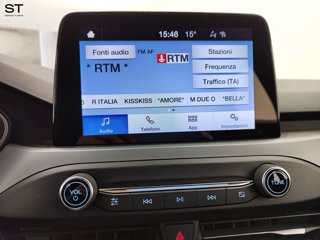 ST
15:46 15°
Fonti audio FM AF Stazioni
* RTM * RTM Frequenza
Traffico (TA)
R ITALIA KISSKISS *AMORE* M DUE O *BELLA*
Audio Telefono App Impostazioni
VOL TUNE